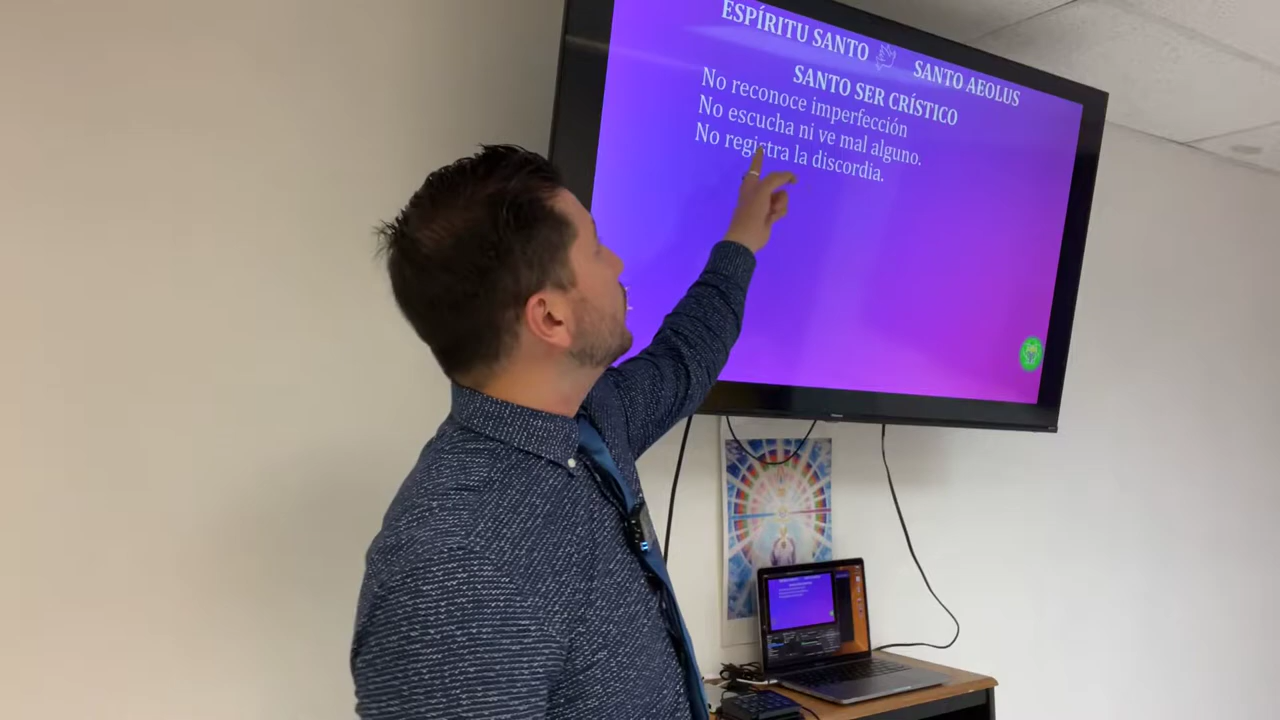 ESPÍRITU SANTO SANTO AEOLUS
SANTO SER CRÍSTICO
No reconoce imperfección
No escucha ni ve mal alguno.
No registra la discordia.